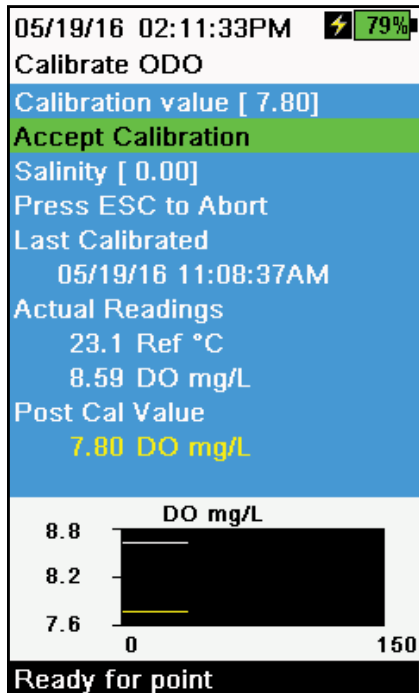 05/19/16 02:11:33PM 79%
Calibrate ODO
Calibration value [ 7.80]
Accept Calibration
Salinity [ 0.00]
Press ESC to Abort
Last Calibrated
05/19/16 11:08:37AM
Actual Readings
23.1 Ref °C
8.59 DO mg/L
Post Cal Value
7.80 DO mg/L
DO mg/L
8.8
8.2
7.6
0 150
Ready for point